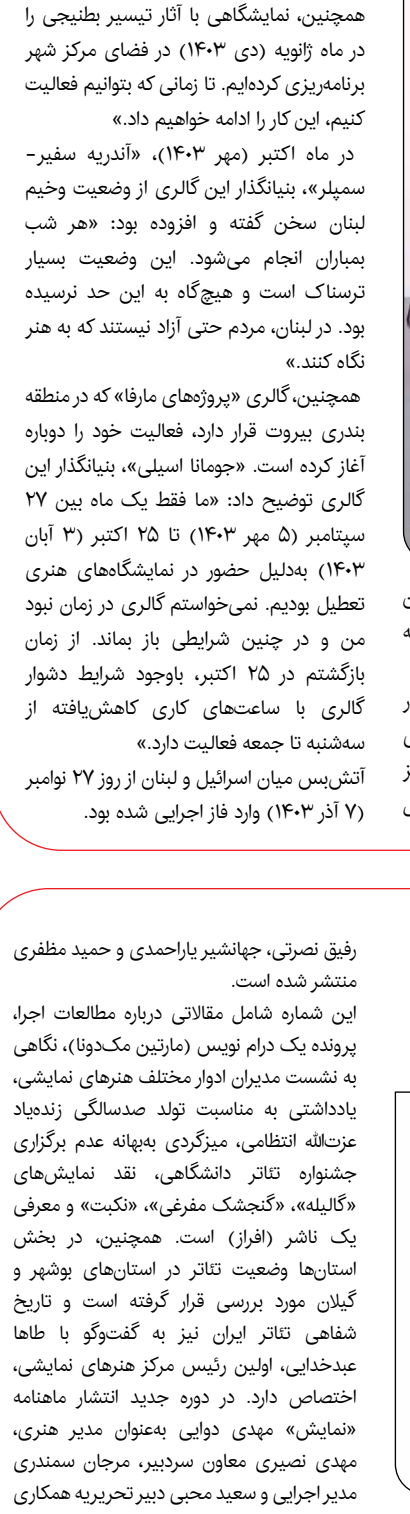 همچنین، نمایشگاهی با آثار تیسیر بطنیجی را
در ماه ژانویه (دی ۱۴۰۳) در فضای مرکز شهر
برنامه‌ریزی کرده‌ایم. تا زمانی که بتوانیم فعالیت
کنیم، این کار را ادامه خواهیم داد.»
در ماه اکتبر (مهر ۱۴۰۳)، «آندریه سفیر-
سمپلر»، بنیانگذار این گالری از وضعیت وخیم
لبنان سخن گفته و افزوده بود: «هر شب
بمباران انجام می‌شود. این وضعیت بسیار
ترسناک است و هیچ‌گاه به این حد نرسیده
بود. در لبنان، مردم حتی آزاد نیستند که به هنر
نگاه کنند.»
همچنین، گالری «پروژه‌های مارفا» که در منطقه
بندری بیروت قرار دارد، فعالیت خود را دوباره
آغاز کرده است. «جومانا اسیلی»، بنیانگذار این
گالری توضیح داد: «ما فقط یک ماه بین ۲۷
سپتامبر (۵ مهر ۱۴۰۳) تا ۲۵ اکتبر (۳ آبان
۱۴۰۳) به‌دلیل حضور در نمایشگاه‌های هنری
تعطیل بودیم. نمی‌خواستم گالری در زمان نبود
من و در چنین شرایطی باز بماند. از زمان
بازگشتم در ۲۵ اکتبر، باوجود شرایط دشوار
گالری با ساعت‌های کاری کاهش‌یافته از
سه‌شنبه تا جمعه فعالیت دارد.»
آتش‌بس میان اسرائیل و لبنان از روز ۲۷ نوامبر
(۷ آذر ۱۴۰۳) وارد فاز اجرایی شده بود.
رفیق نصرتی، جهانشیر یاراحمدی و حمید مظفری
منتشر شده است.
این شماره شامل مقالاتی درباره مطالعات اجرا،
پرونده یک درام نویس (مارتین مک‌دونا)، نگاهی
به نشست مدیران ادوار مختلف هنرهای نمایشی،
یادداشتی به مناسبت تولد صدسالگی زنده‌یاد
عزت‌الله انتظامی، میزگردی به‌بهانه عدم برگزاری
جشنواره تئاتر دانشگاهی، نقد نمایش‌های
«گالیله»، «گنجشک مفرغی»، «نکبت» و معرفی
یک ناشر (افراز) است. همچنین، در بخش
استان‌ها وضعیت تئاتر در استان‌های بوشهر و
گیلان مورد بررسی قرار گرفته است و تاریخ
شفاهی تئاتر ایران نیز به گفت‌وگو با طاها
عبدخدایی، اولین رئیس مرکز هنرهای نمایشی،
اختصاص دارد. در دوره جدید انتشار ماهنامه
«نمایش» مهدی دوایی به‌عنوان مدیر هنری،
مهدی نصیری معاون سردبیر، مرجان سمندری
مدیر اجرایی و سعید محبی دبیر تحریریه همکاری